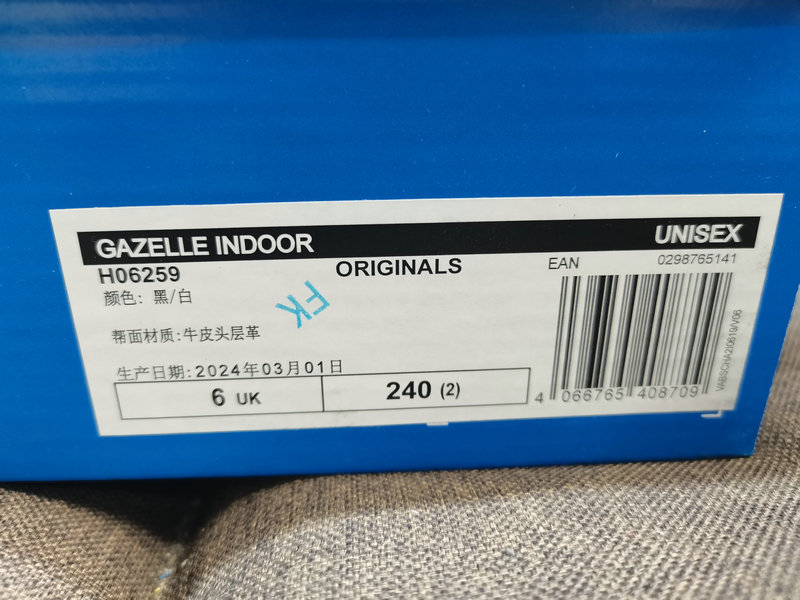 GAZELLE INDOOR UNISEX
H06259 ORIGINALS EAN 0298765141
颜色: 黑/白
FK
帮面材质:牛皮头层革
生产日期:2024年03月01日
6 UK 240 (2)
4 066765 408709
VA6SCHA2I0619/V06